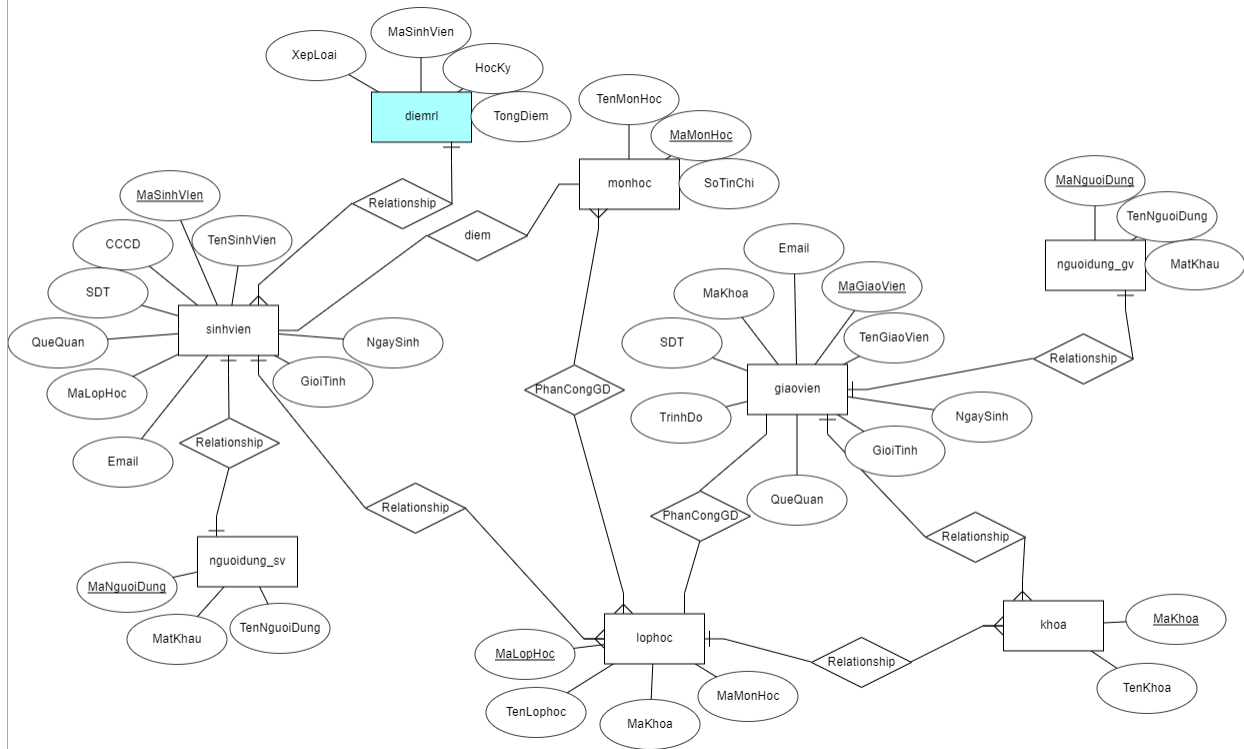 MaSinhVien
XepLoai
HocKy
diemrl
TongDiem
TenMonHoc
MaMonHoc
monhoc
SoTinChi
Relationship
diem
MaSinhVIen
CCCD
TenSinhVien
SDT
QueQuan
sinhvien
NgaySinh
MaLopHoc
GioiTinh
Email
Relationship
nguoidung_sv
MaNguoiDung
MatKhau
TenNguoiDung
PhanCongGD
Relationship
Email
MaKhoa
MaGiaoVien
SDT
TenGiaoVien
giaovien
TrinhDo
NgaySinh
GioiTinh
QueQuan
PhanCongGD
MaNguoiDung
TenNguoiDung
nguoidung_gv
MatKhau
Relationship
Relationship
lophoc
MaLopHoc
TenLophoc
MaKhoa
MaMonHoc
Relationship
khoa
MaKhoa
TenKhoa